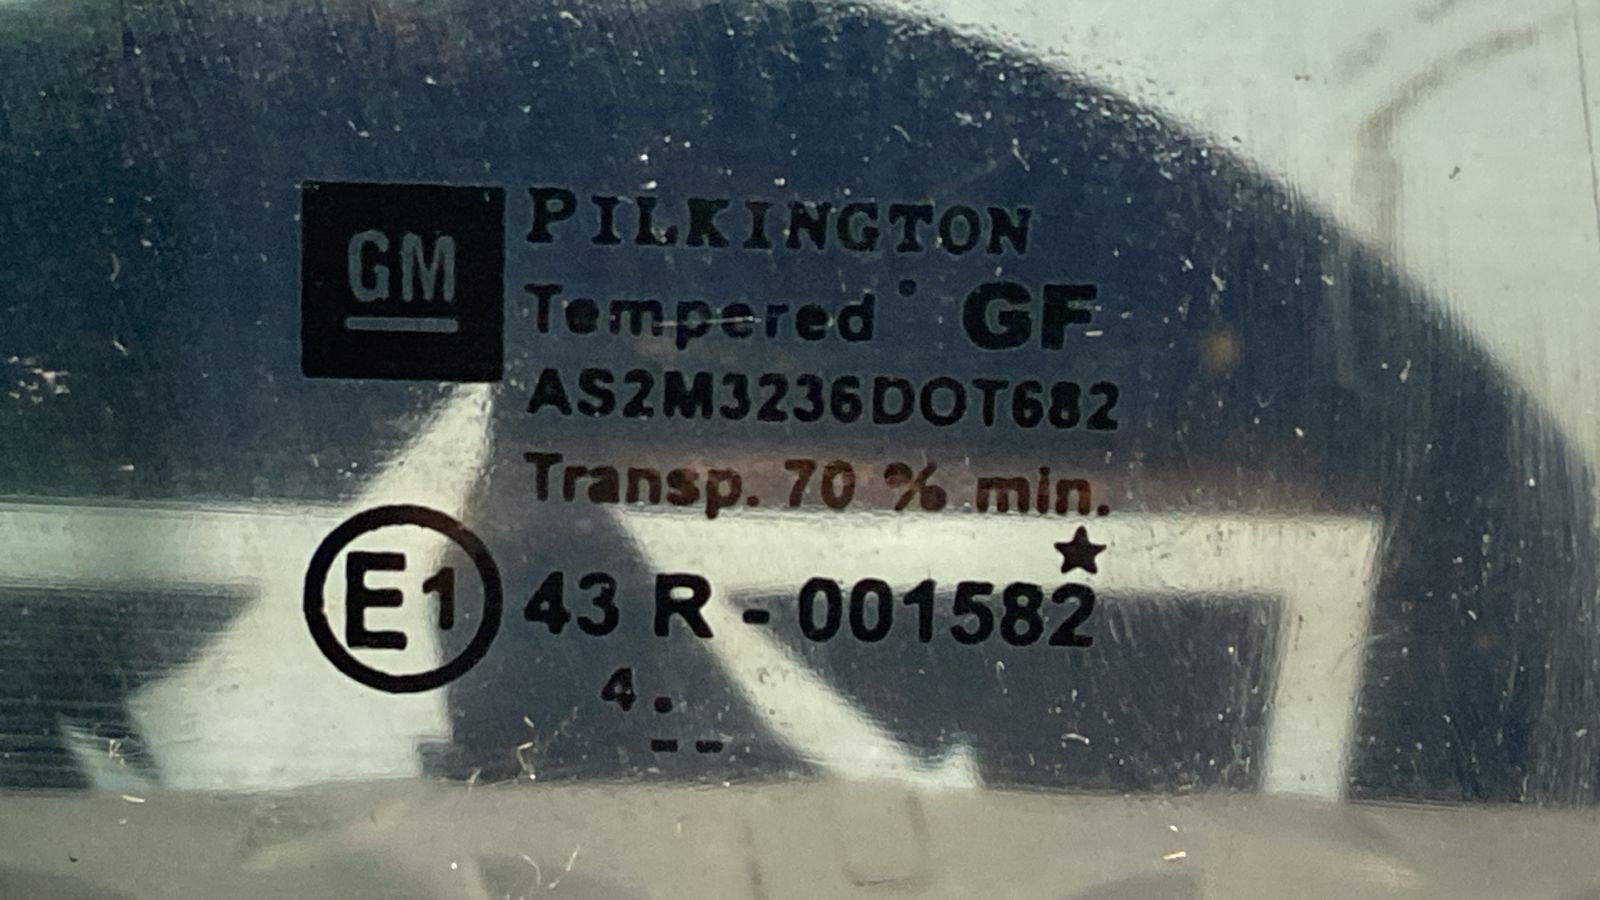 GM
PILKINGTON
Tempered GF
AS2M3236DOT682
Transp. 70 % min.
E1 43 R - 001582
4.
--